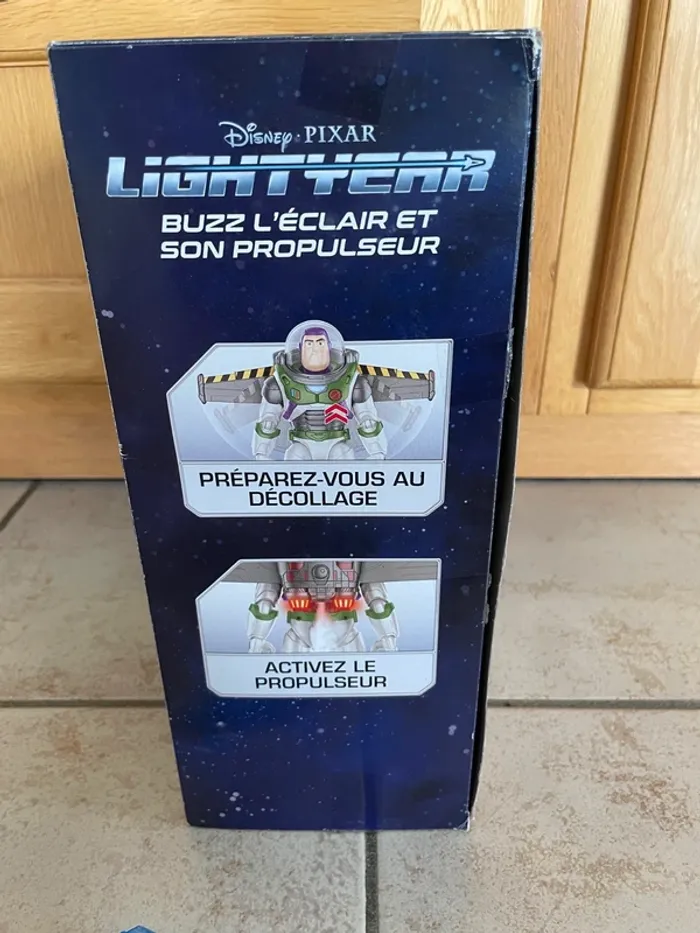 Disney · PIXAR
LIGHTYEAR
BUZZ L'ÉCLAIR ET
SON PROPULSEUR
PRÉPAREZ-VOUS AU
DÉCOLLAGE
ACTIVEZ LE
PROPULSEUR